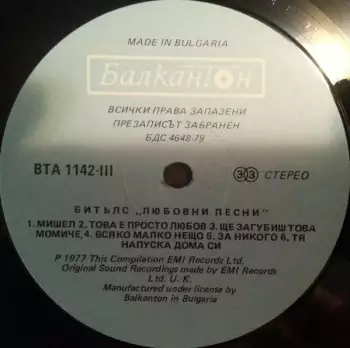 MADE IN BULGARIA
Балкантон
ВСИЧКИ ПРАВА ЗАПАЗЕНИ
ПРЕЗАПИСЪТ ЗАБРАНЕН
БДС 4648-79
ВТА 1142-III
33 СТЕРЕО
БИТЪЛС „ЛЮБОВНИ ПЕСНИ"
1. МИШЕЛ 2. ТОВА Е ПРОСТО ЛЮБОВ 3. ЩЕ ЗАГУБИШ ТОВА
МОМИЧЕ, 4. ВСЯКО МАЛКО НЕЩО 5. ЗА НИКОГО 6. ТЯ
НАПУСКА ДОМА СИ
P 1977 This Compilation EMI Records Ltd.
Original Sound Recordings made by EMI Records
Ltd. U. K.
Manufactured under license by
Balkanton in Bulgaria